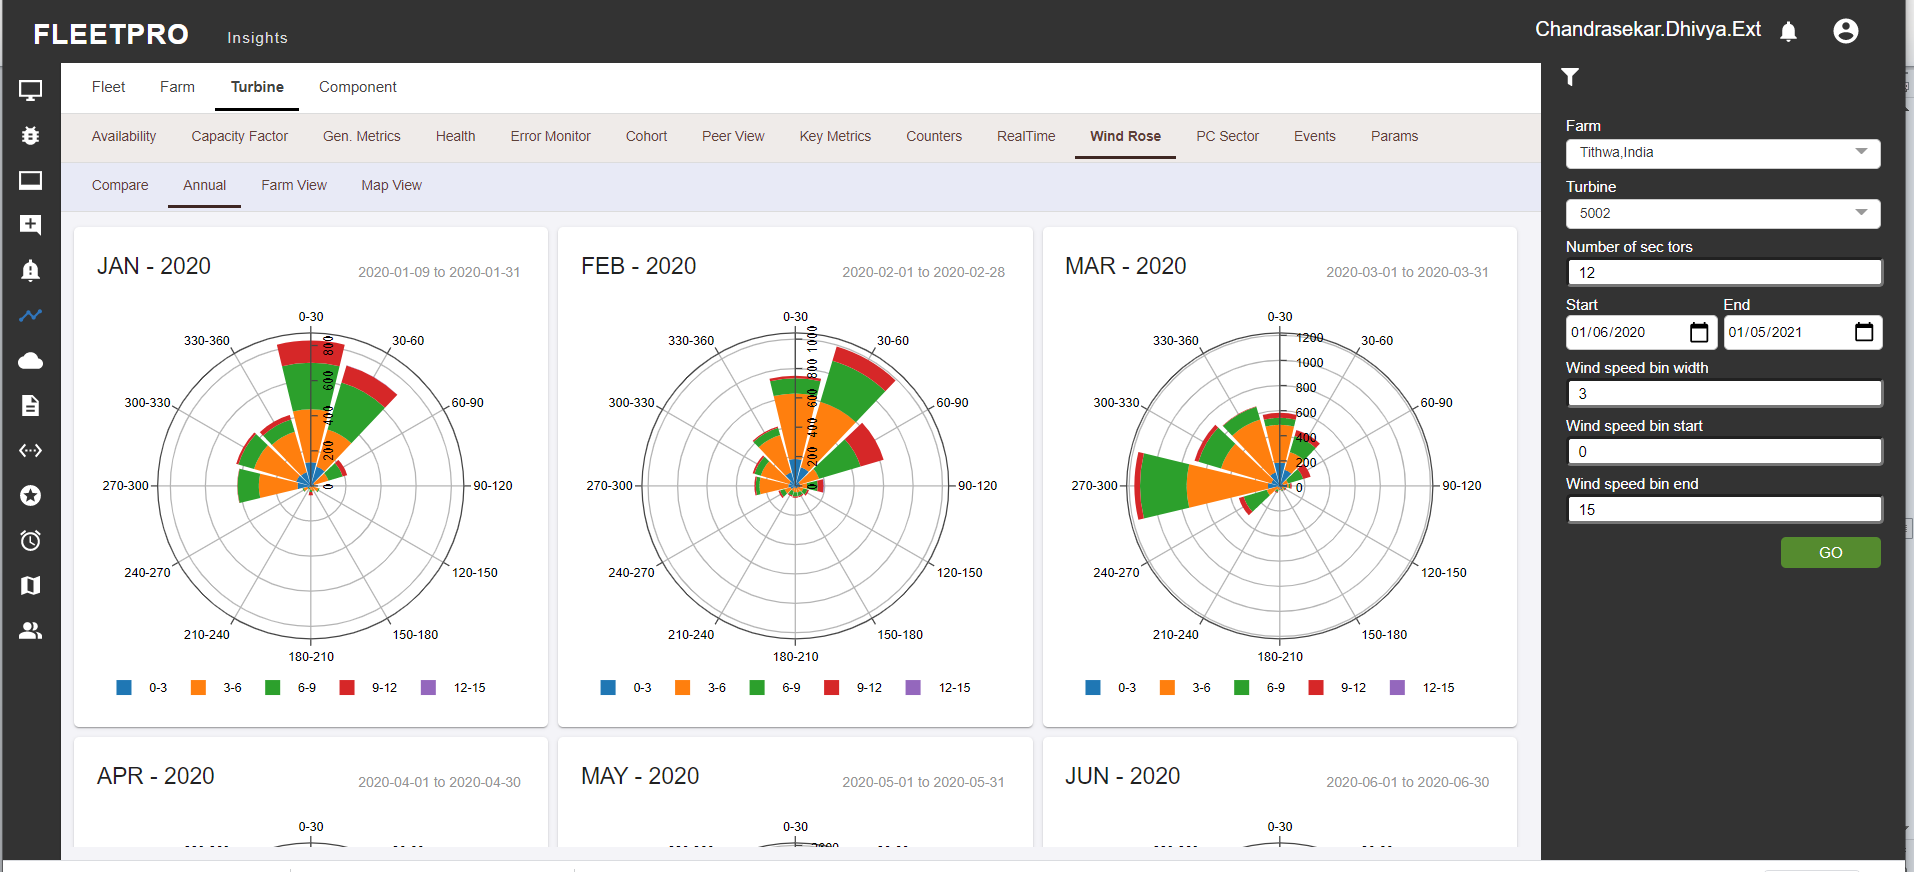 FLEETPRO Insights Chandrasekar.Dhivya.Ext
Fleet Farm Turbine Component
Availability Capacity Factor Gen. Metrics Health Error Monitor Cohort Peer View Key Metrics Counters RealTime Wind Rose PC Sector Events Params
Compare Annual Farm View Map View
JAN - 2020 2020-01-09 to 2020-01-31
0-30
330-360 30-60
300-330 60-90
270-300 90-120
240-270 120-150
210-240 150-180
180-210
0 200 400 600 800
0-3 3-6 6-9 9-12 12-15
FEB - 2020 2020-02-01 to 2020-02-28
0-30
330-360 30-60
300-330 60-90
270-300 90-120
240-270 120-150
210-240 150-180
180-210
0 200 400 600 800 1000
0-3 3-6 6-9 9-12 12-15
MAR - 2020 2020-03-01 to 2020-03-31
0-30
330-360 30-60
300-330 60-90
270-300 90-120
240-270 120-150
210-240 150-180
180-210
1200
1000
800
600
400
200
0
0-3 3-6 6-9 9-12 12-15
APR - 2020 2020-04-01 to 2020-04-30
0-30
MAY - 2020 2020-05-01 to 2020-05-31
0-30
JUN - 2020 2020-06-01 to 2020-06-30
0-30
Farm
Tithwa,India
Turbine
5002
Number of sec tors
12
Start End
01/06/2020 01/05/2021
Wind speed bin width
3
Wind speed bin start
0
Wind speed bin end
15
GO